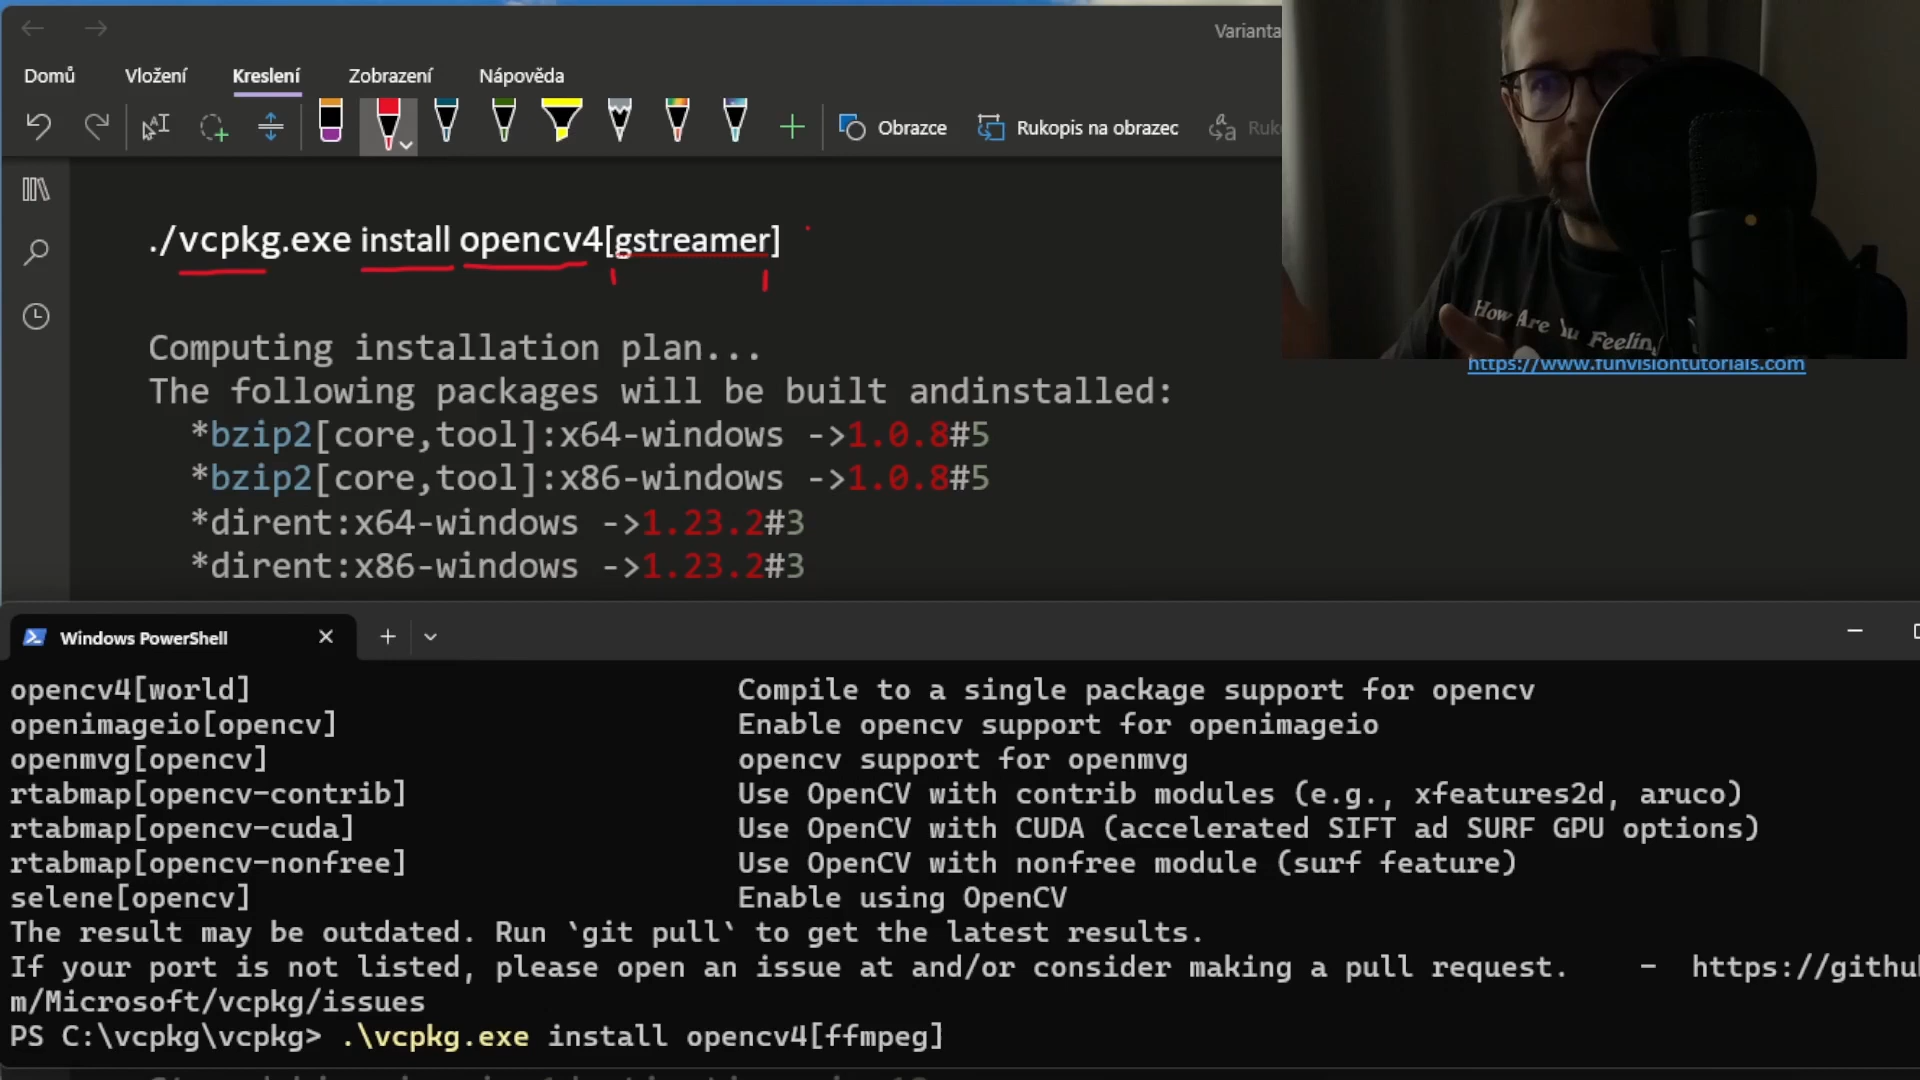 Varianta
Domů Vložení Kreslení Zobrazení Nápověda
Obrazce Rukopis na obrazec
./vcpkg.exe install opencv4[gstreamer]
How Are You Feeling
https://www.funvisiontutorials.com
Computing installation plan...
The following packages will be built andinstalled:
*bzip2[core,tool]:x64-windows ->1.0.8#5
*bzip2[core,tool]:x86-windows ->1.0.8#5
*dirent:x64-windows ->1.23.2#3
*dirent:x86-windows ->1.23.2#3
Windows PowerShell
opencv4[world] Compile to a single package support for opencv
openimageio[opencv] Enable opencv support for openimageio
openmvg[opencv] opencv support for openmvg
rtabmap[opencv-contrib] Use OpenCV with contrib modules (e.g., xfeatures2d, aruco)
rtabmap[opencv-cuda] Use OpenCV with CUDA (accelerated SIFT ad SURF GPU options)
rtabmap[opencv-nonfree] Use OpenCV with nonfree module (surf feature)
selene[opencv] Enable using OpenCV
The result may be outdated. Run `git pull` to get the latest results.
If your port is not listed, please open an issue at and/or consider making a pull request. - https://githu
m/Microsoft/vcpkg/issues
PS C:\vcpkg\vcpkg> .\vcpkg.exe install opencv4[ffmpeg]